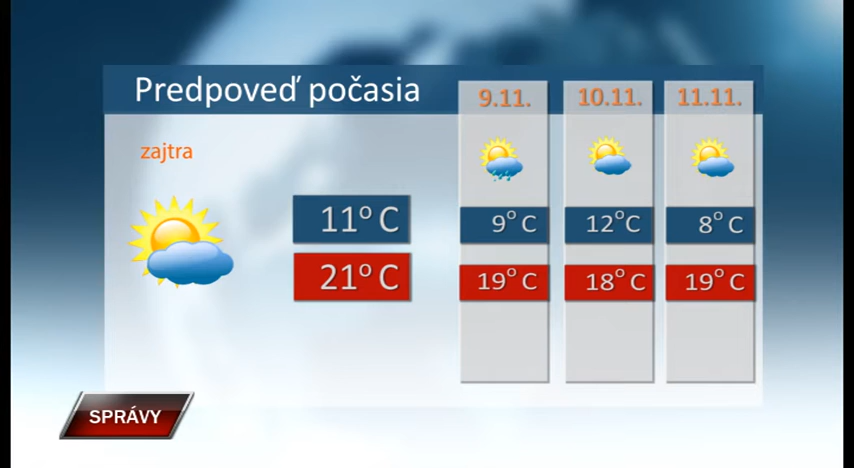 Predpoveď počasia
zajtra
11° C
21° C
9.11. 10.11. 11.11.
9° C 12°C 8° C
19° C 18° C 19° C
SPRÁVY